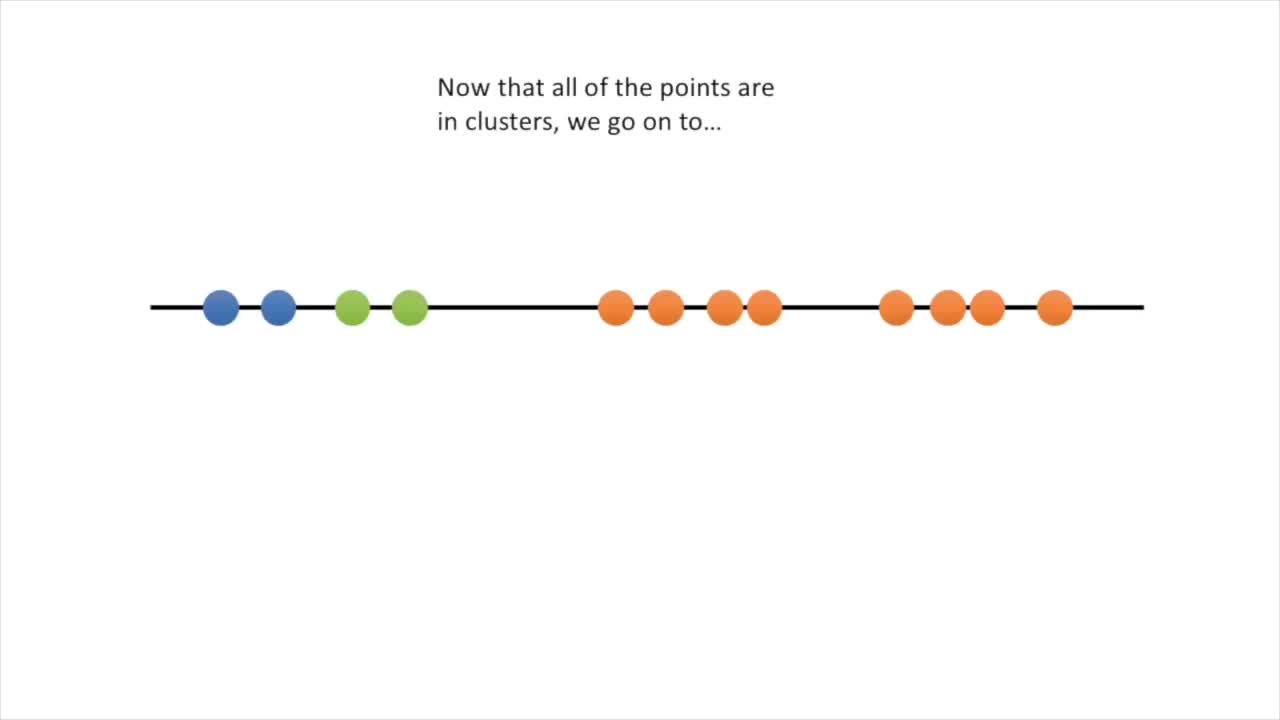 Now that all of the points are
in clusters, we go on to…